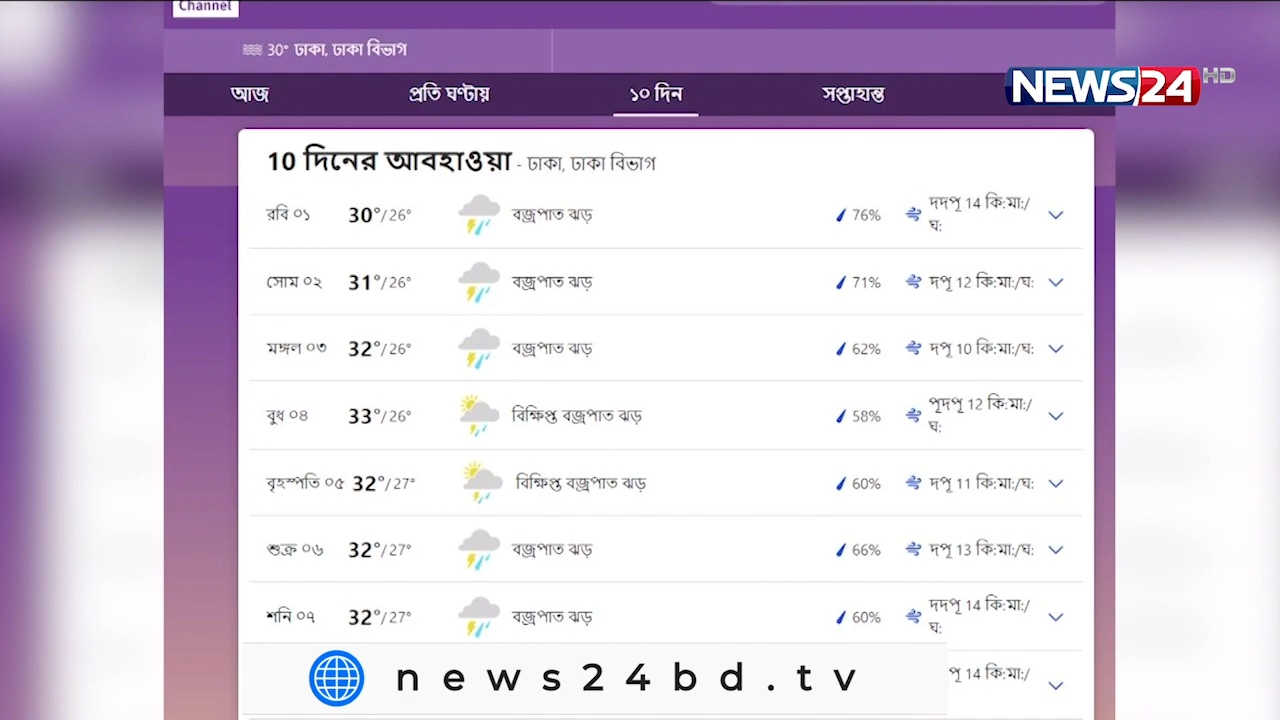 Channel
30° ঢাকা, ঢাকা বিভাগ
আজ প্রতি ঘণ্টায় ১০ দিন সপ্তাহান্ত
NEWS24 HD
10 দিনের আবহাওয়া - ঢাকা, ঢাকা বিভাগ
রবি ০১ 30°/26° বজ্রপাত ঝড় 76% দদপূ 14 কি:মা:/
ঘ:
সোম ০২ 31°/26° বজ্রপাত ঝড় 71% দপূ 12 কি:মা:/ঘ:
মঙ্গল ০৩ 32°/26° বজ্রপাত ঝড় 62% দপূ 10 কি:মা:/ঘ:
বুধ ০৪ 33°/26° বিক্ষিপ্ত বজ্রপাত ঝড় 58% পূদপূ 12 কি:মা:/
ঘ:
বৃহস্পতি ০৫ 32°/27° বিক্ষিপ্ত বজ্রপাত ঝড় 60% দপূ 11 কি:মা:/ঘ:
শুক্র ০৬ 32°/27° বজ্রপাত ঝড় 66% দপূ 13 কি:মা:/ঘ:
শনি ০৭ 32°/27° বজ্রপাত ঝড় 60% দদপূ 14 কি:মা:/
ঘ:
14 কি:মা:/
news24bd.tv